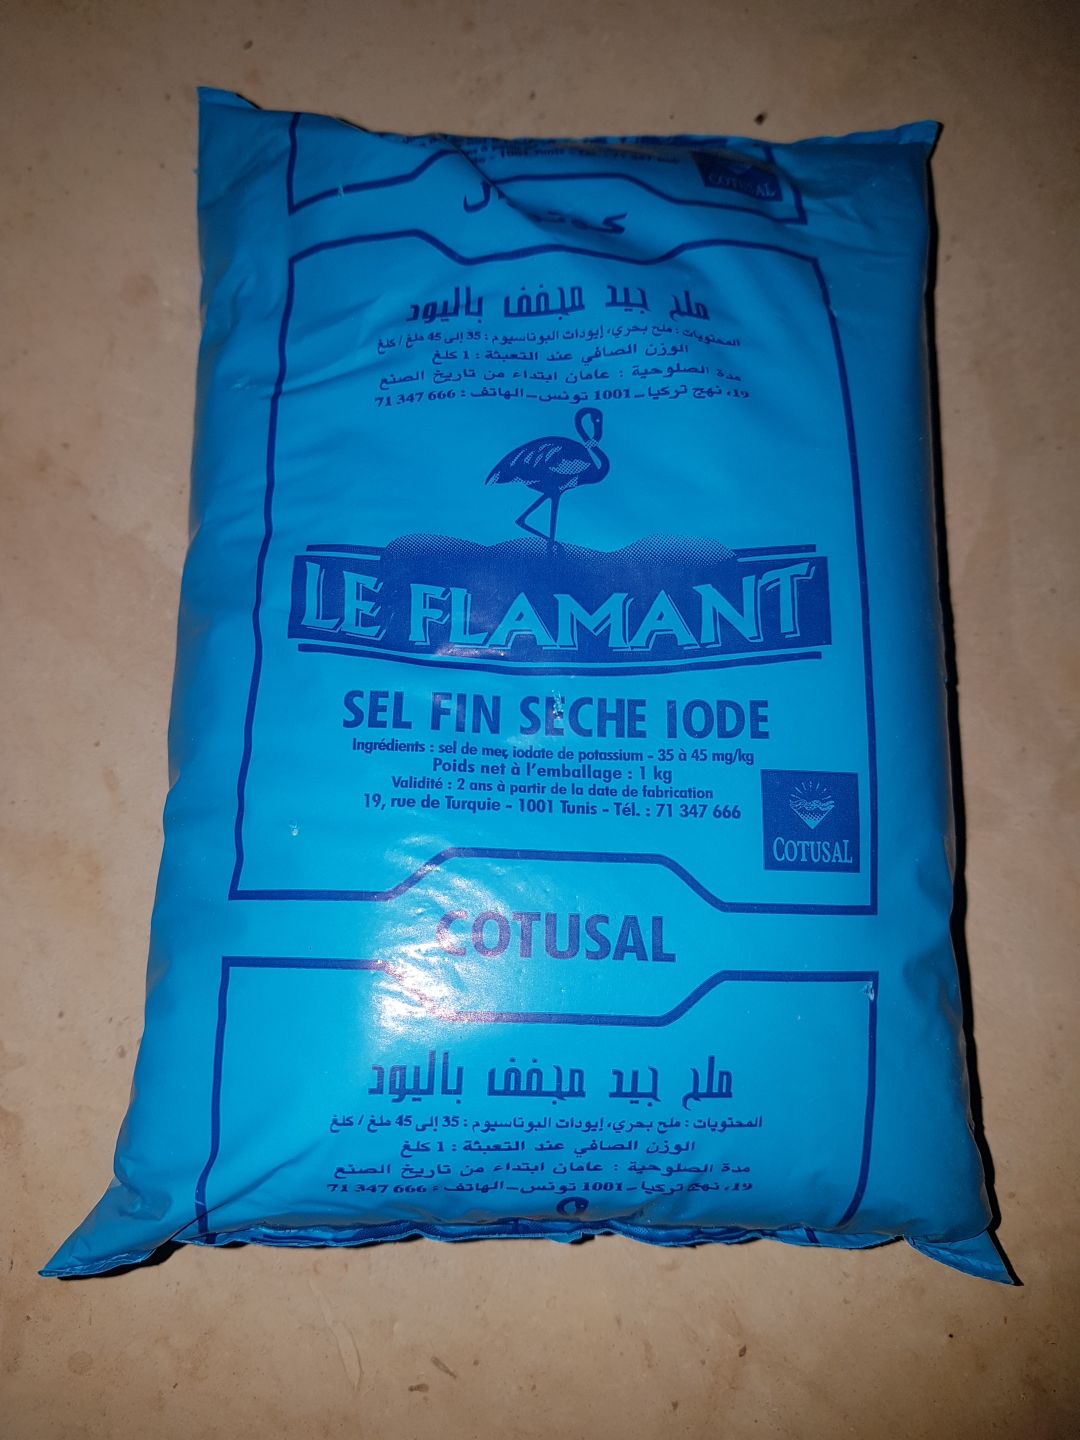 1001 Tunis
71 347 666
COTUSAL
ملح جيد مجفف باليود
المحتويات : ملح بحري، إيودات البوتاسيوم : 35 إلى 45 ملغ / كلغ
الوزن الصافي عند التعبئة : 1 كلغ
مدة الصلوحية : عامان ابتداء من تاريخ الصنع
19، نهج تركيا – 1001 تونس – الهاتف : 666 347 71
LE FLAMANT
SEL FIN SECHE IODE
Ingrédients : sel de mer, iodate de potassium - 35 à 45 mg/kg
Poids net à l'emballage : 1 kg
Validité : 2 ans à partir de la date de fabrication
19, rue de Turquie - 1001 Tunis - Tél. : 71 347 666
COTUSAL
COTUSAL
ملح جيد مجفف باليود
المحتويات : ملح بحري، إيودات البوتاسيوم : 35 إلى 45 ملغ / كلغ
الوزن الصافي عند التعبئة : 1 كلغ
مدة الصلوحية : عامان ابتداء من تاريخ الصنع
19، نهج تركيا – 1001 تونس – الهاتف : 666 347 71